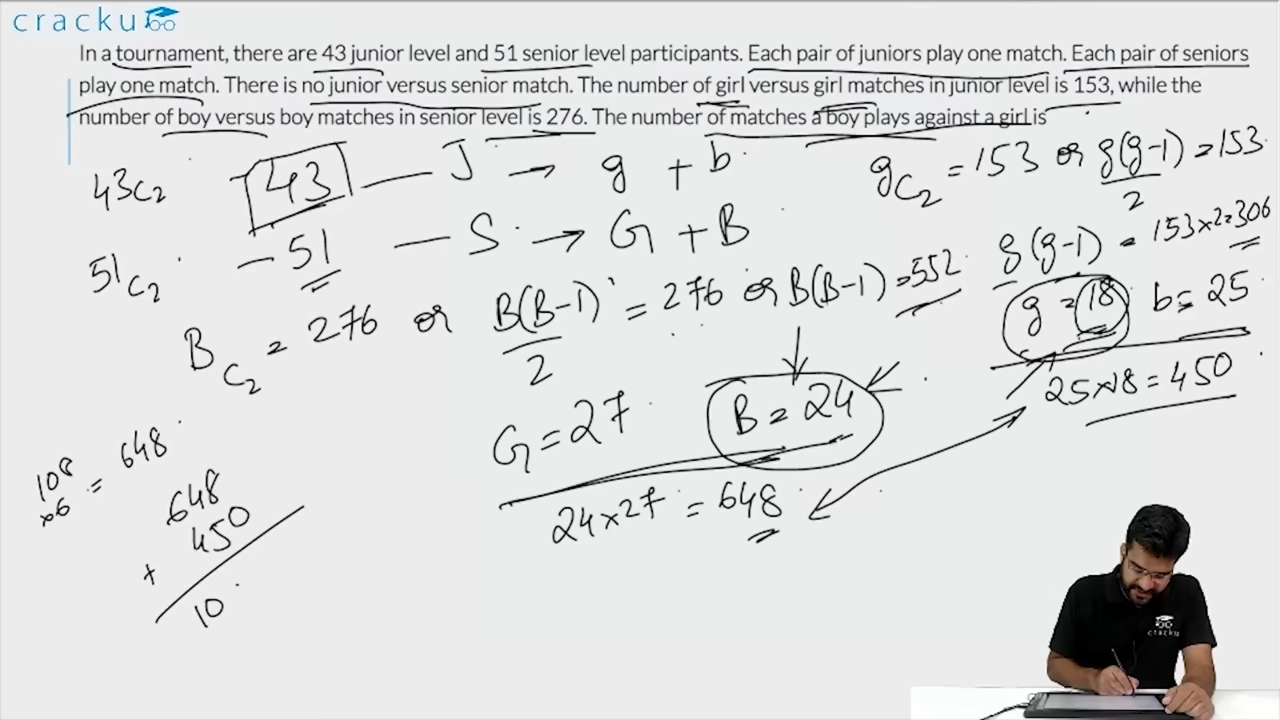 cracku
In a tournament, there are 43 junior level and 51 senior level participants. Each pair of juniors play one match. Each pair of seniors
play one match. There is no junior versus senior match. The number of girl versus girl matches in junior level is 153, while the
number of boy versus boy matches in senior level is 276. The number of matches a boy plays against a girl is
43C2 43 — J → g + b
gC2 = 153 or g(g-1)/2 = 153
51C2 - 51 — S → G + B
g(g-1) = 153×2=306
BC2 = 276 or B(B-1)/2 = 276 or B(B-1) = 552
g = 18 b = 25
25×18 = 450
G = 27 B = 24
24×27 = 648
108
×6 = 648
648
+ 450
10
cracku